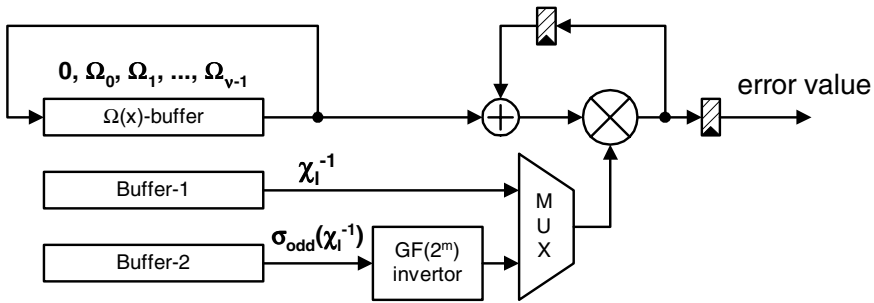 0, Ω₀, Ω₁, ..., Ωᵥ₋₁
Ω(x)-buffer
error value
Buffer-1
χₗ⁻¹
MUX
Buffer-2
σₒdd(χₗ⁻¹)
GF(2ᵐ)
invertor